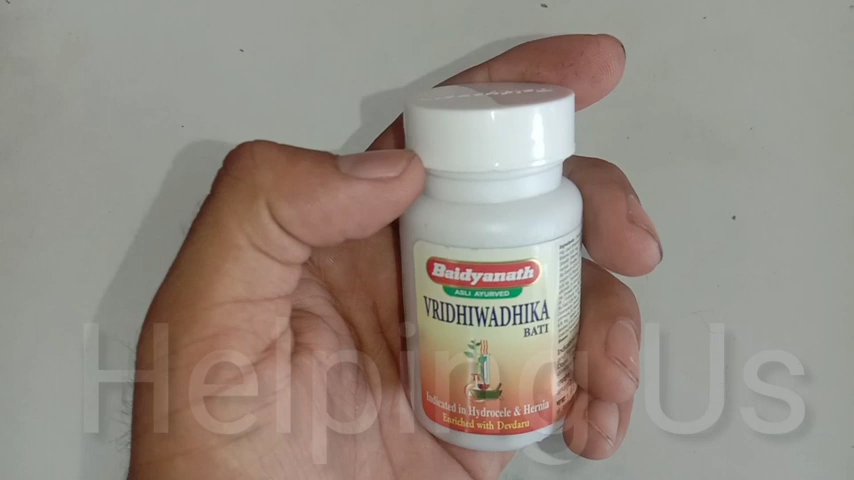 Baidyanath
ASLI AYURVED
VRIDHIWADHIKA
BATI
Indicated in Hydrocele & Hernia
Enriched with Devdaru
Helping Us